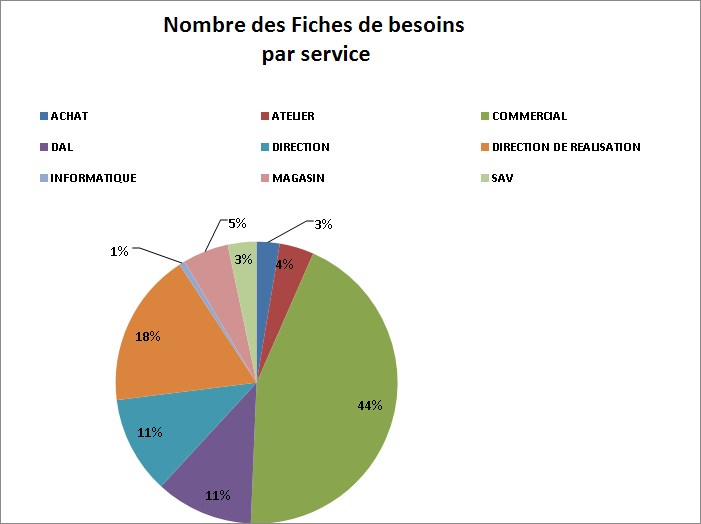 Nombre des Fiches de besoins
par service
ACHAT
ATELIER
COMMERCIAL
DAL
DIRECTION
DIRECTION DE REALISATION
INFORMATIQUE
MAGASIN
SAV
5%
3%
1%
3%
4%
18%
44%
11%
11%